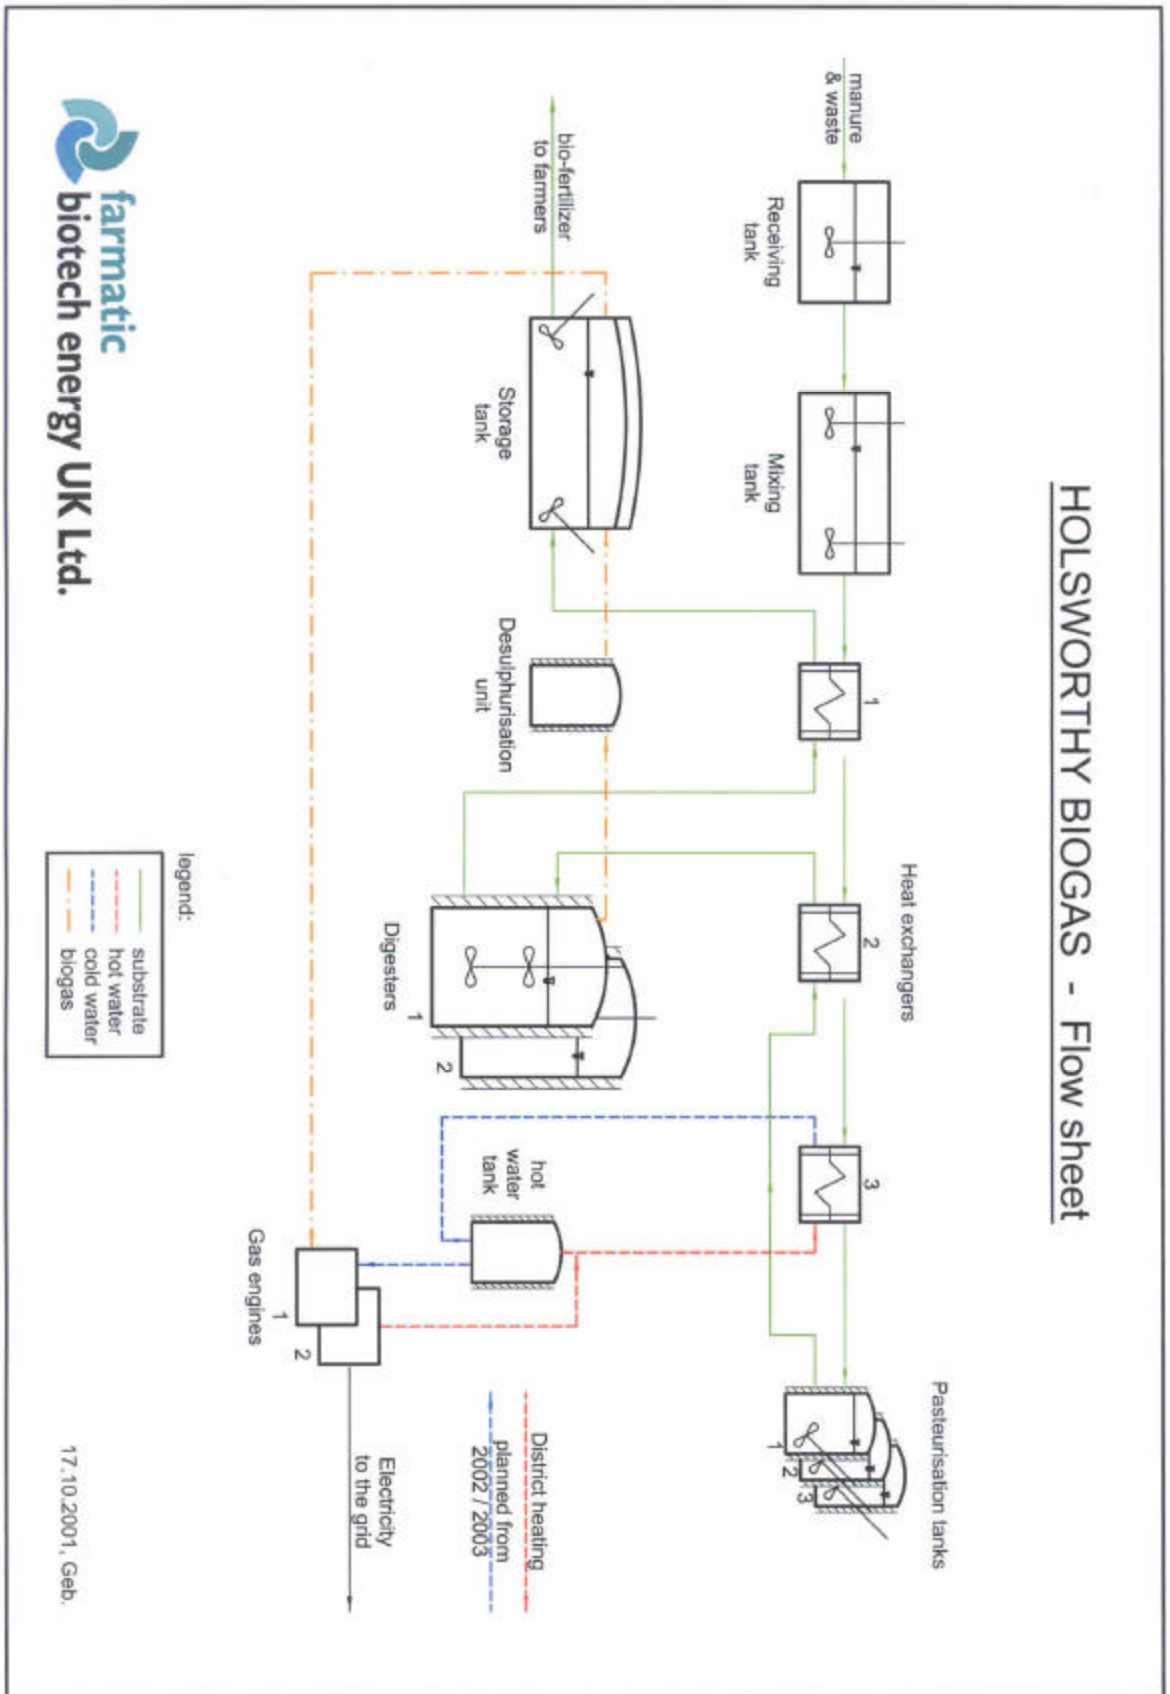 HOLSWORTHY BIOGAS - Flow sheet
manure
& waste
Receiving
tank
Mixing
tank
1
Heat exchangers
2
3
Pasteurisation tanks
1
2
3
bio-fertilizer
to farmers
Storage
tank
Desulphurisation
unit
Digesters
1
2
hot
water
tank
Gas engines
1
2
District heating
planned from
2002 / 2003
Electricity
to the grid
farmatic
biotech energy UK Ltd.
legend:
substrate
hot water
cold water
biogas
17.10.2001, Geb.